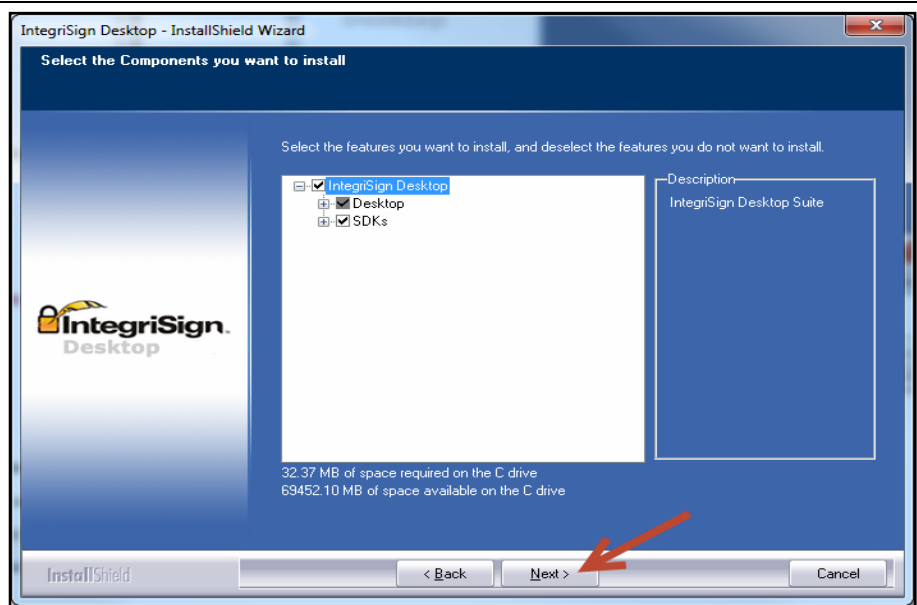 IntegriSign Desktop - InstallShield Wizard
Select the Components you want to install
Select the features you want to install, and deselect the features you do not want to install.
IntegriSign Desktop
Desktop
SDKs
Description
IntegriSign Desktop Suite
IntegriSign.
Desktop
32.37 MB of space required on the C drive
69452.10 MB of space available on the C drive
InstallShield
< Back
Next >
Cancel